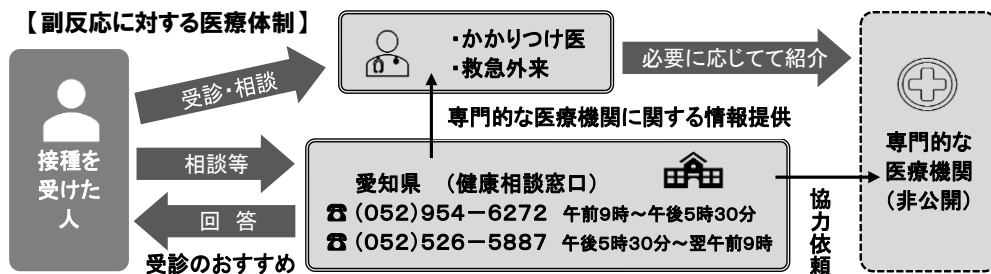 【副反応に対する医療体制】
接種を
受けた
人
受診・相談
・かかりつけ医
・救急外来
必要に応じてて紹介
専門的な医療機関に関する情報提供
相談等
回 答
受診のおすすめ
愛知県 (健康相談窓口)
☎(052)954－6272 午前9時～午後5時30分
☎(052)526－5887 午後5時30分～翌午前9時
協力依頼
専門的な
医療機関
(非公開)